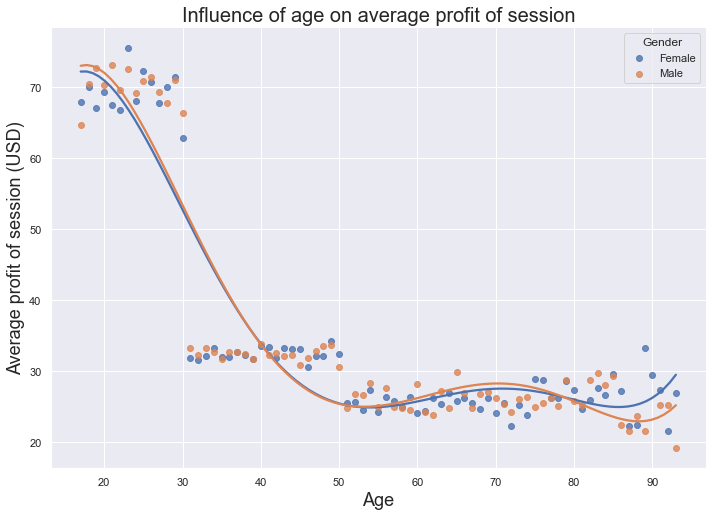 Influence of age on average profit of session
Gender
Female
Male
Average profit of session (USD)
70
60
50
40
30
20
20
30
40
50
60
70
80
90
Age